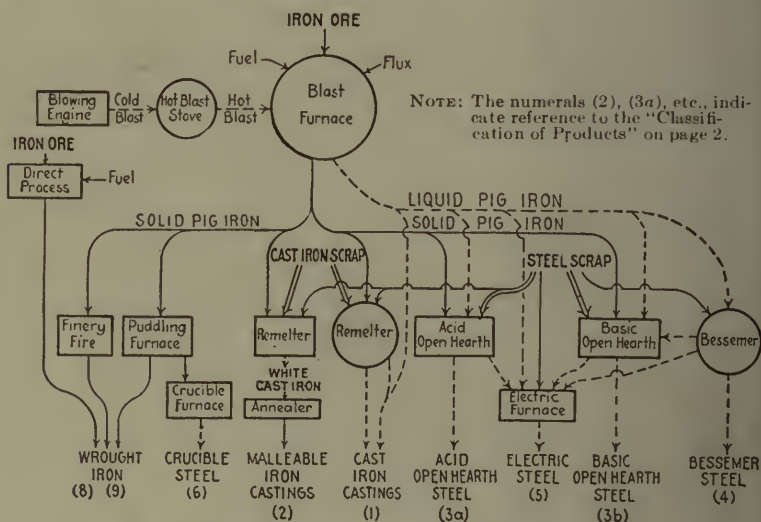 IRON ORE
Fuel
Flux
Blast
Furnace
Blowing
Engine
Cold
Blast
Hot Blast
Stove
Hot
Blast
NOTE: The numerals (2), (3a), etc., indi-
cate reference to the "Classifi-
cation of Products" on page 2.
IRON ORE
Direct
Process
Fuel
LIQUID PIG IRON
SOLID PIG IRON
SOLID PIG IRON
CAST IRON SCRAP
STEEL SCRAP
Finery
Fire
Puddling
Furnace
Remelter
Remelter
Acid
Open Hearth
Basic
Open Hearth
Bessemer
WHITE
CAST IRON
Crucible
Furnace
Annealer
Electric
Furnace
WROUGHT
IRON
(8) (9)
CRUCIBLE
STEEL
(6)
MALLEABLE
IRON
CASTINGS
(2)
CAST
IRON
CASTINGS
(1)
ACID
OPEN HEARTH
STEEL
(3a)
ELECTRIC
STEEL
(5)
BASIC
OPEN HEARTH
STEEL
(3b)
BESSEMER
STEEL
(4)